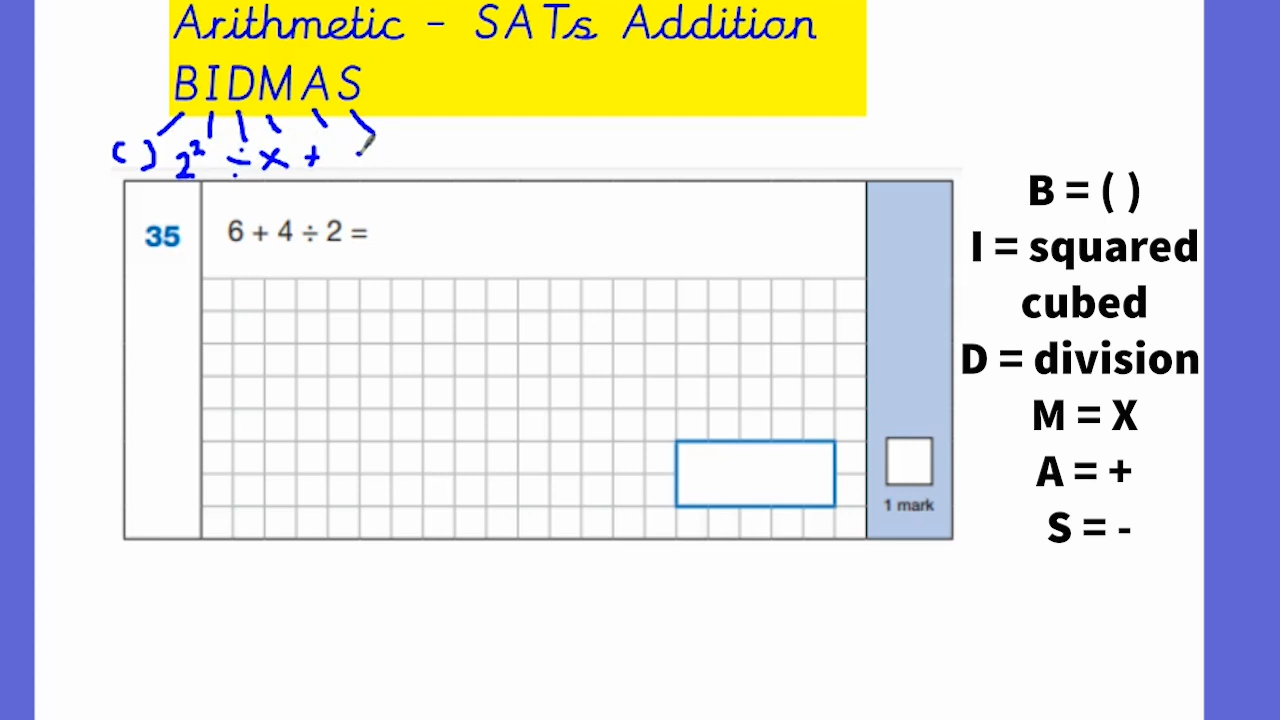 Arithmetic - SATs Addition
BIDMAS
( ) 2² ÷ x +
35
6 + 4 ÷ 2 =
1 mark
B = ( )
I = squared
cubed
D = division
M = X
A = +
S = -